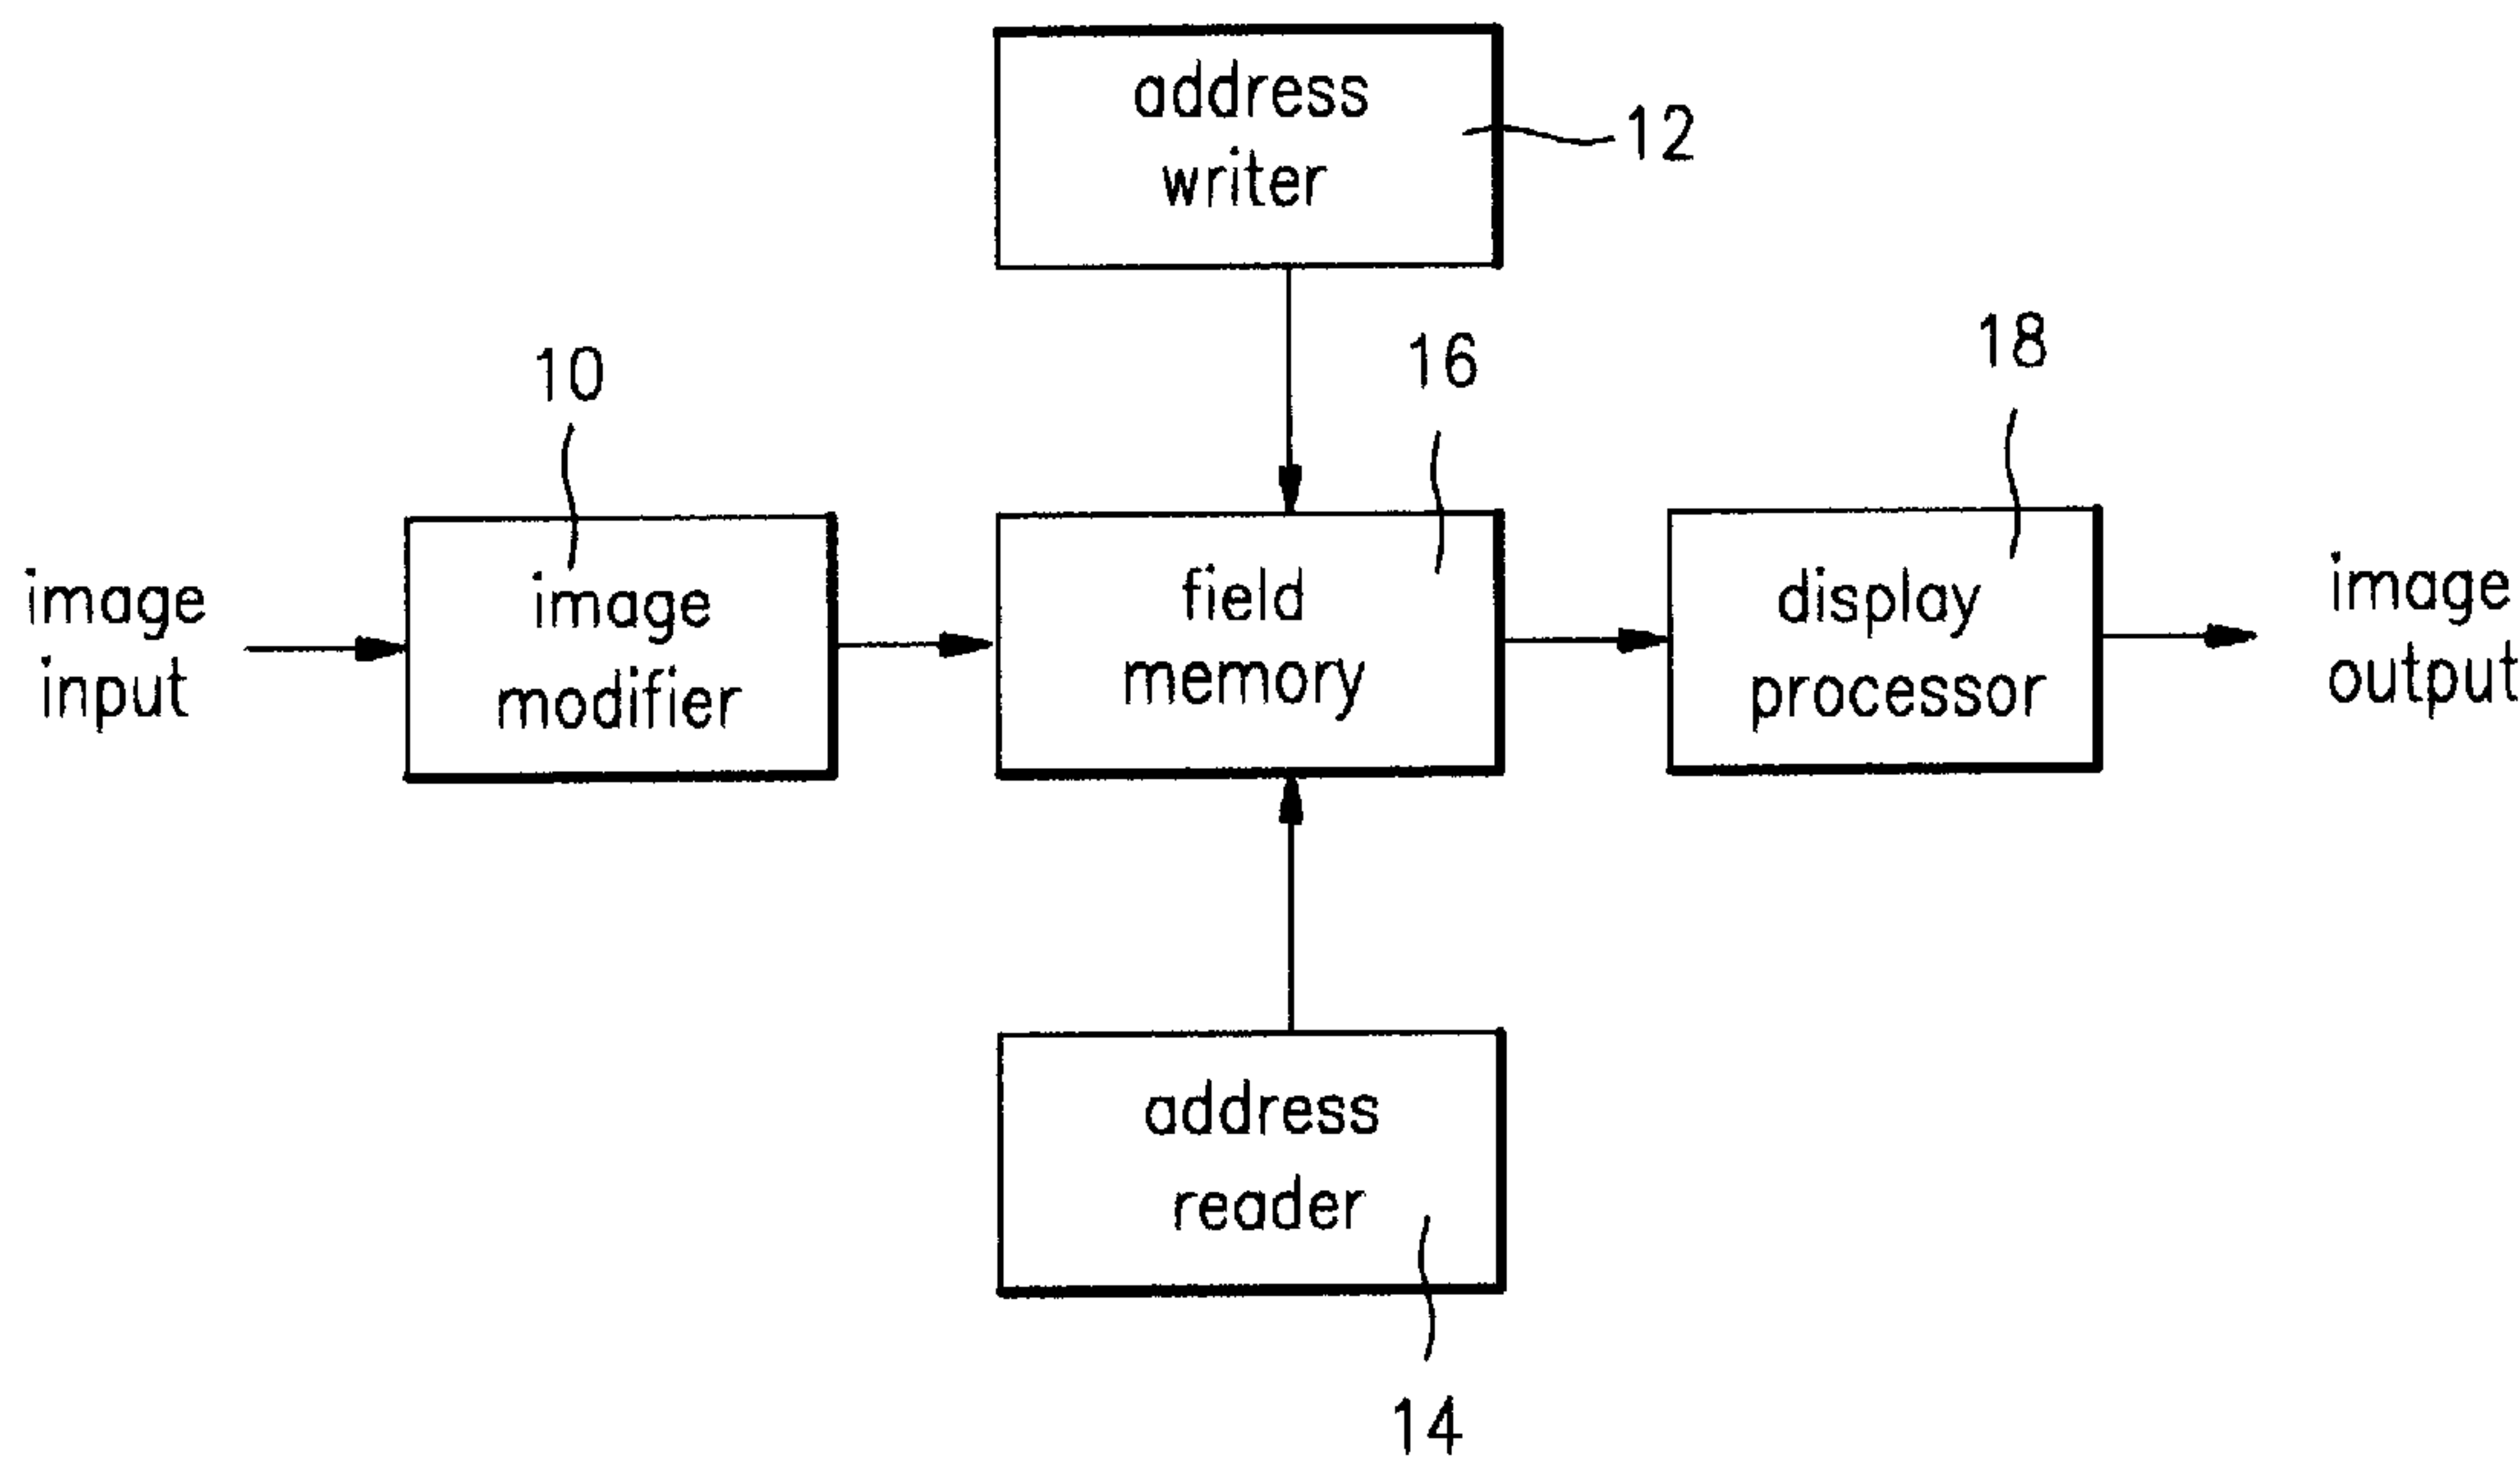 address
writer
12
10
16
18
image
input
image
modifier
field
memory
display
processor
image
output
address
reader
14